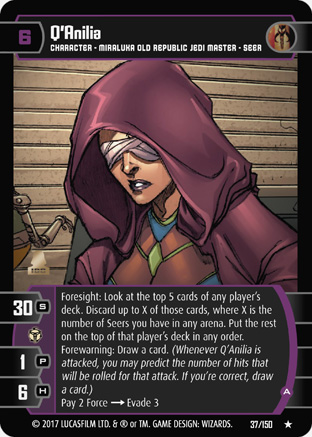 6 Q'Anilia
CHARACTER - MIRALUKA OLD REPUBLIC JEDI MASTER - SEER
30 S
1 P
6 H
Foresight: Look at the top 5 cards of any player's
deck. Discard up to X of those cards, where X is the
number of Seers you have in any arena. Put the rest
on the top of that player's deck in any order.
Forewarning: Draw a card. (Whenever Q'Anilia is
attacked, you may predict the number of hits that
will be rolled for that attack. If you're correct, draw
a card.)
Pay 2 Force → Evade 3
A
© 2017 LUCASFILM LTD. & ® or TM. GAME DESIGN: WIZARDS. 37/150 ★